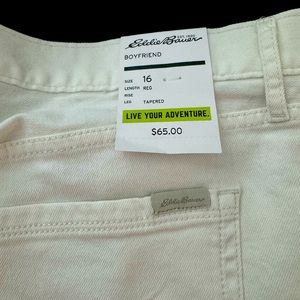 EST. 1920
Eddie Bauer
BOYFRIEND
SIZE 16
LENGTH REG
RISE
LEG TAPERED
LIVE YOUR ADVENTURE.
$65.00
Eddie Bauer